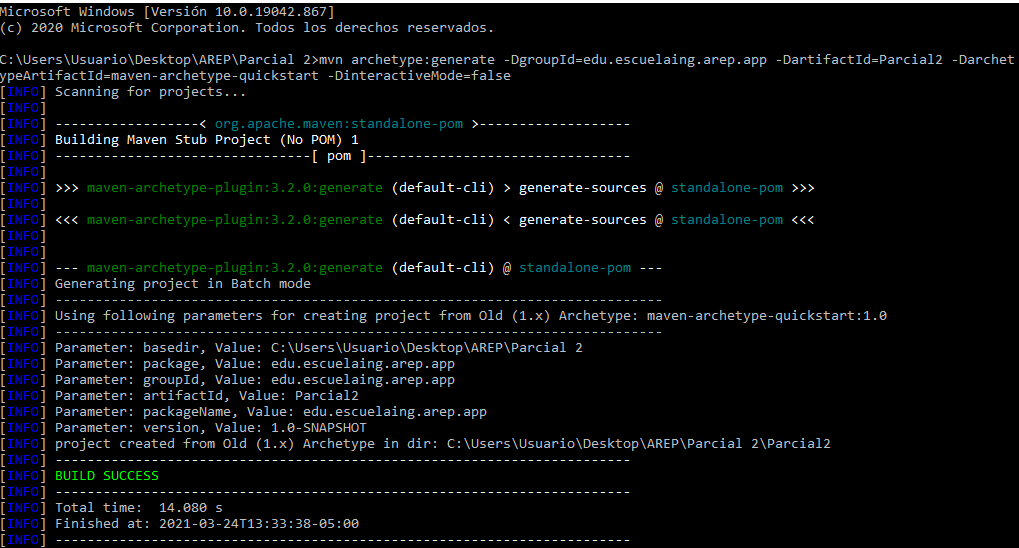 Microsoft Windows [Versión 10.0.19042.867]
(c) 2020 Microsoft Corporation. Todos los derechos reservados.
C:\Users\Usuario\Desktop\AREP\Parcial 2>mvn archetype:generate -DgroupId=edu.escuelaing.arep.app -DartifactId=Parcial2 -Darchet
ypeArtifactId=maven-archetype-quickstart -DinteractiveMode=false
[INFO] Scanning for projects...
[INFO]
[INFO] ------------------< org.apache.maven:standalone-pom >-------------------
[INFO] Building Maven Stub Project (No POM) 1
[INFO] --------------------------------[ pom ]---------------------------------
[INFO]
[INFO] >>> maven-archetype-plugin:3.2.0:generate (default-cli) > generate-sources @ standalone-pom >>>
[INFO]
[INFO] <<< maven-archetype-plugin:3.2.0:generate (default-cli) < generate-sources @ standalone-pom <<<
[INFO]
[INFO]
[INFO] --- maven-archetype-plugin:3.2.0:generate (default-cli) @ standalone-pom ---
[INFO] Generating project in Batch mode
[INFO] ----------------------------------------------------------------------------
[INFO] Using following parameters for creating project from Old (1.x) Archetype: maven-archetype-quickstart:1.0
[INFO] ----------------------------------------------------------------------------
[INFO] Parameter: basedir, Value: C:\Users\Usuario\Desktop\AREP\Parcial 2
[INFO] Parameter: package, Value: edu.escuelaing.arep.app
[INFO] Parameter: groupId, Value: edu.escuelaing.arep.app
[INFO] Parameter: artifactId, Value: Parcial2
[INFO] Parameter: packageName, Value: edu.escuelaing.arep.app
[INFO] Parameter: version, Value: 1.0-SNAPSHOT
[INFO] project created from Old (1.x) Archetype in dir: C:\Users\Usuario\Desktop\AREP\Parcial 2\Parcial2
[INFO] ------------------------------------------------------------------------
[INFO] BUILD SUCCESS
[INFO] ------------------------------------------------------------------------
[INFO] Total time:  14.080 s
[INFO] Finished at: 2021-03-24T13:33:38-05:00
[INFO] ------------------------------------------------------------------------